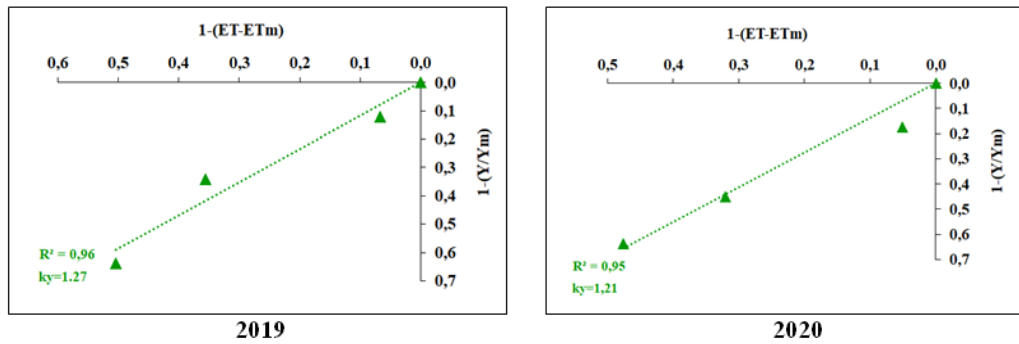 1-(ET-ETm)
0,6 0,5 0,4 0,3 0,2 0,1 0,0
0,0
0,1
0,2
0,3
0,4
0,5
0,6
0,7
1-(Y/Ym)
R² = 0,96
ky=1.27
2019
1-(ET-ETm)
0,5 0,4 0,3 0,2 0,1 0,0
0,0
0,1
0,2
0,3
0,4
0,5
0,6
0,7
1-(Y/Ym)
R² = 0,95
ky=1,21
2020